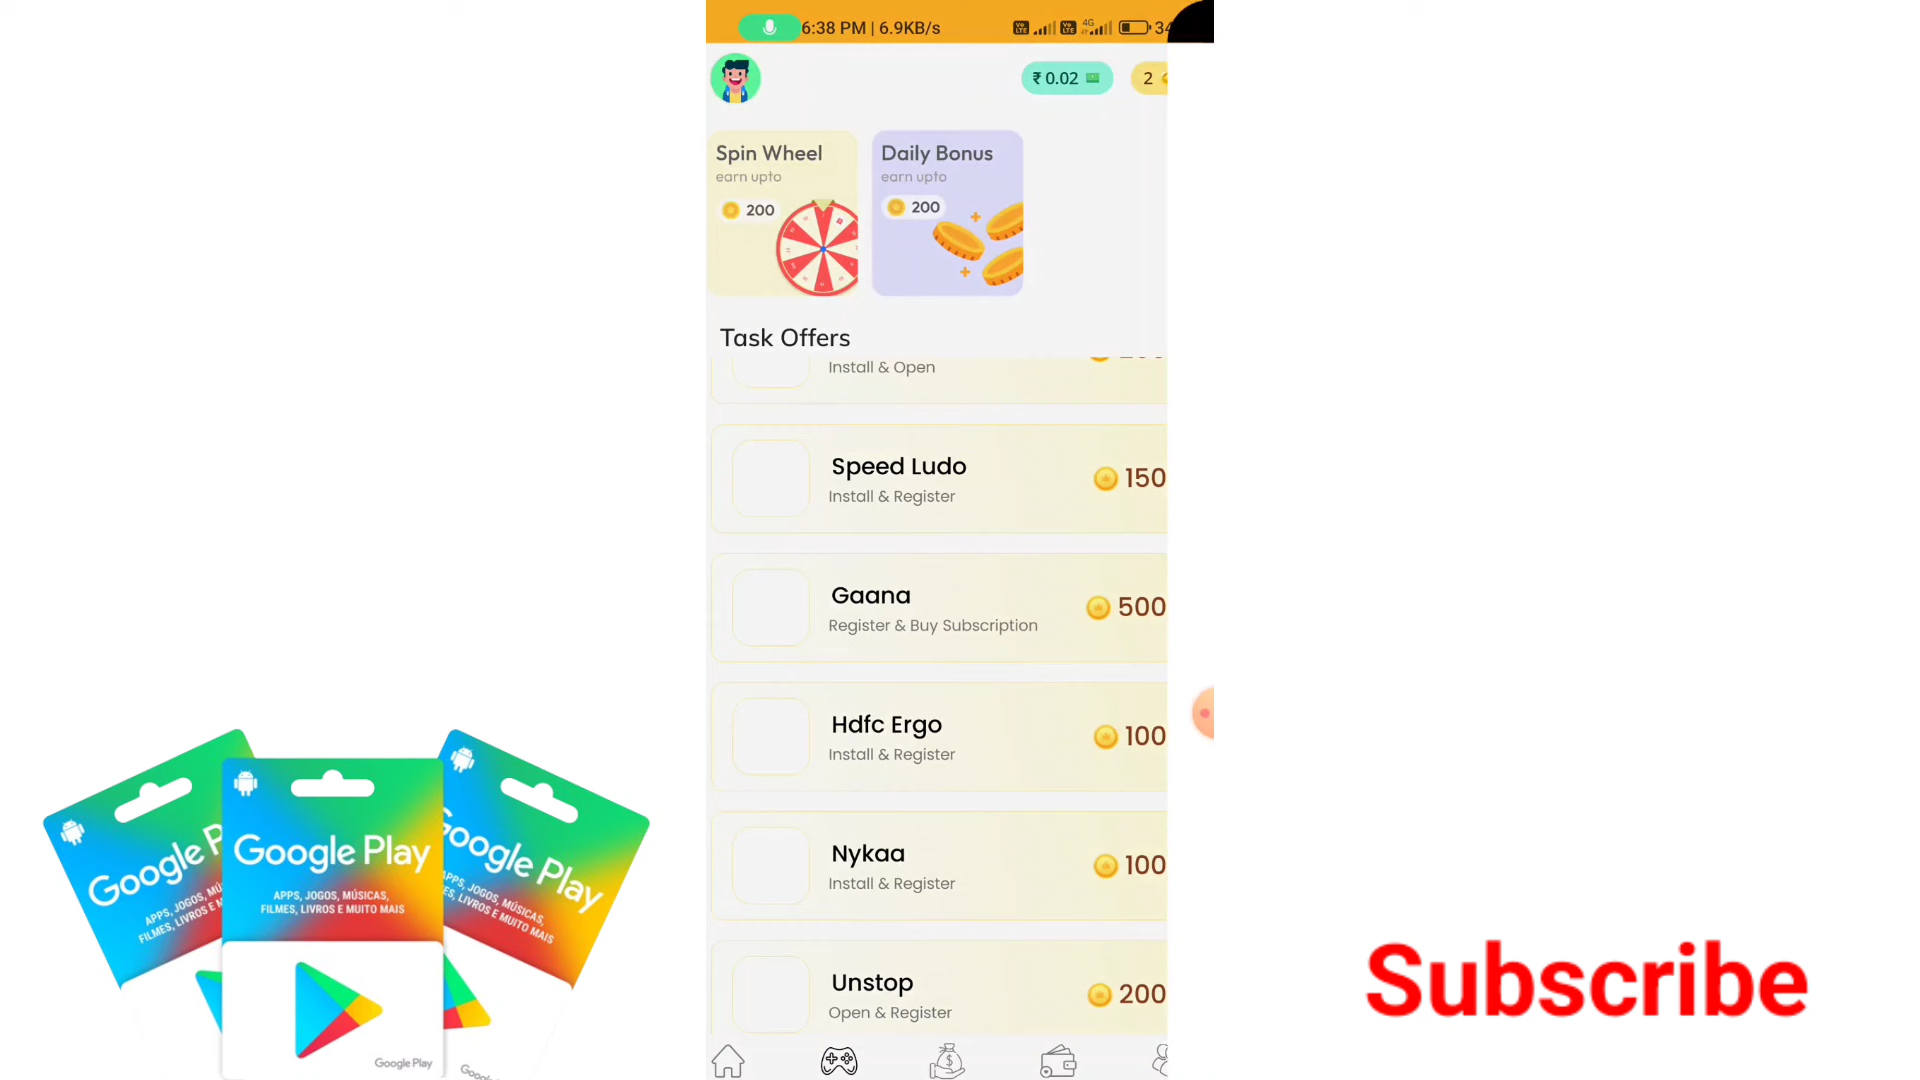 6:38 PM | 6.9KB/s
4G
34
₹ 0.02
2
Spin Wheel
earn upto
200
Daily Bonus
earn upto
200
Task Offers
Install & Open
Speed Ludo
Install & Register
150
Gaana
Register & Buy Subscription
500
Hdfc Ergo
Install & Register
100
Nykaa
Install & Register
100
Unstop
Open & Register
200
Google Play
APPS, JOGOS, MÚSICAS,
FILMES, LIVROS E MUITO MAIS
Google Play
Subscribe